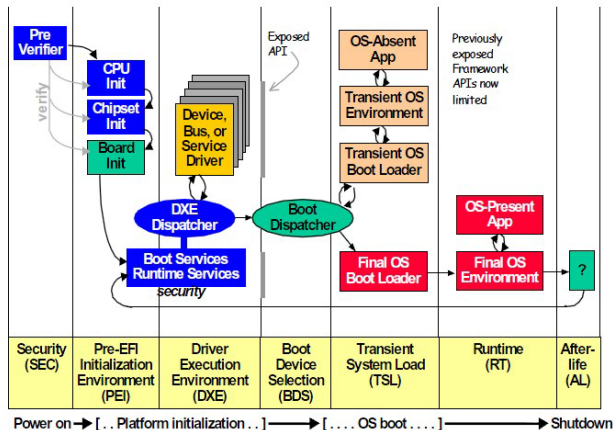 Pre
Verifier
verify
CPU
Init
Chipset
Init
Board
Init
Device,
Bus, or
Service
Driver
DXE
Dispatcher
Boot Services
Runtime Services
security
Exposed
API
Boot
Dispatcher
OS-Absent
App
Transient OS
Environment
Transient OS
Boot Loader
Final OS
Boot Loader
Previously
exposed
Framework
APIs now
limited
OS-Present
App
Final OS
Environment
?
Security
(SEC)
Pre-EFI
Initialization
Environment
(PEI)
Driver
Execution
Environment
(DXE)
Boot
Device
Selection
(BDS)
Transient
System Load
(TSL)
Runtime
(RT)
After-
life
(AL)
Power on [ . . Platform initialization . . ] [ . . . . OS boot . . . . ] Shutdown